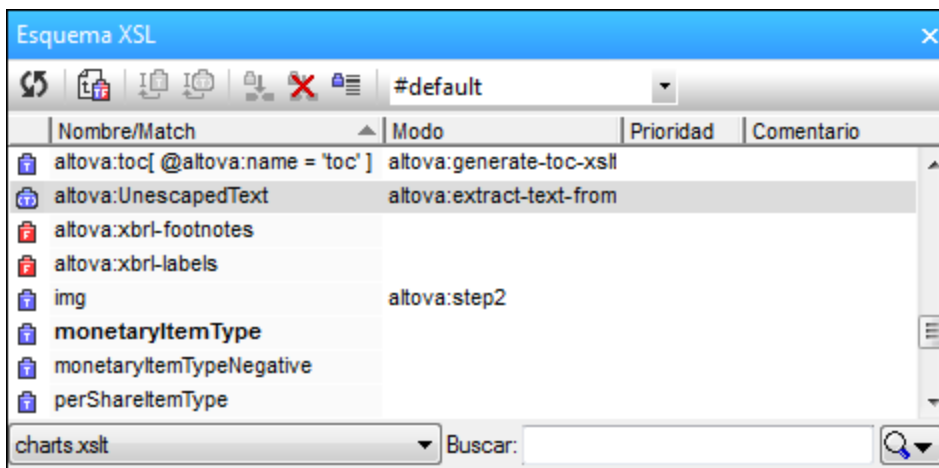 Esquema XSL
#default
Nombre/Match Modo Prioridad Comentario
altova:toc[ @altova:name = 'toc' ] altova:generate-toc-xslt
altova:UnescapedText altova:extract-text-from
altova:xbrl-footnotes
altova:xbrl-labels
img altova:step2
monetaryItemType
monetaryItemTypeNegative
perShareItemType
charts.xslt Buscar: